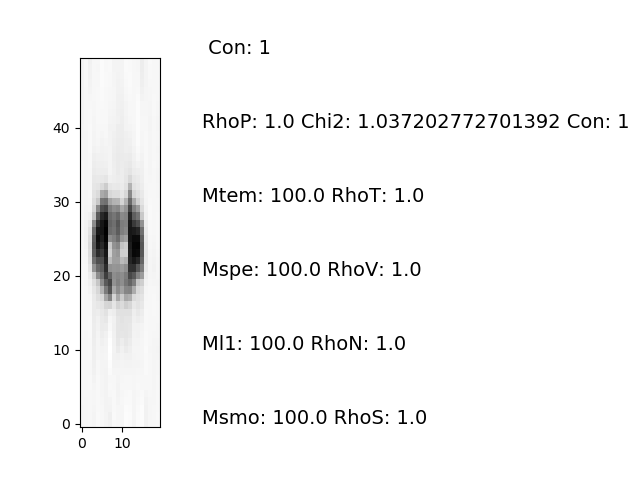 Con: 1
RhoP: 1.0 Chi2: 1.037202772701392 Con: 1
40
Mtem: 100.0 RhoT: 1.0
30
Mspe: 100.0 RhoV: 1.0
20
Ml1: 100.0 RhoN: 1.0
10
Msmo: 100.0 RhoS: 1.0
0
0 10